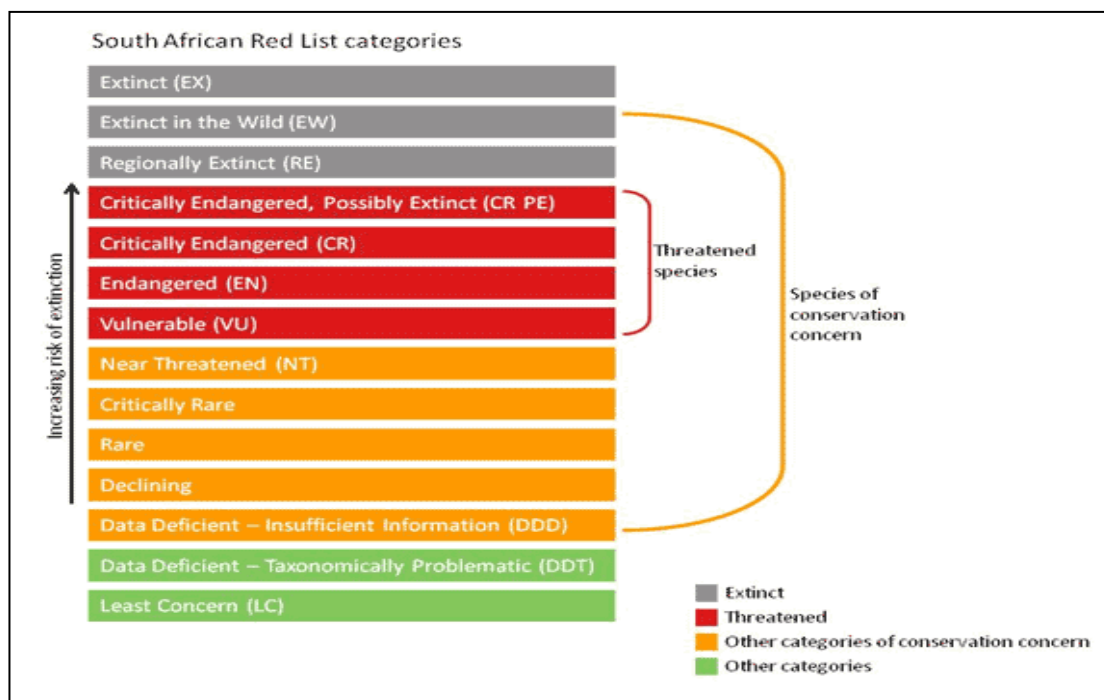 South African Red List categories
Extinct (EX)
Extinct in the Wild (EW)
Regionally Extinct (RE)
Critically Endangered, Possibly Extinct (CR PE)
Critically Endangered (CR)
Endangered (EN)
Vulnerable (VU)
Near Threatened (NT)
Critically Rare
Rare
Declining
Data Deficient – Insufficient Information (DDD)
Data Deficient – Taxonomically Problematic (DDT)
Least Concern (LC)
Increasing risk of extinction
Threatened
species
Species of
conservation
concern
Extinct
Threatened
Other categories of conservation concern
Other categories